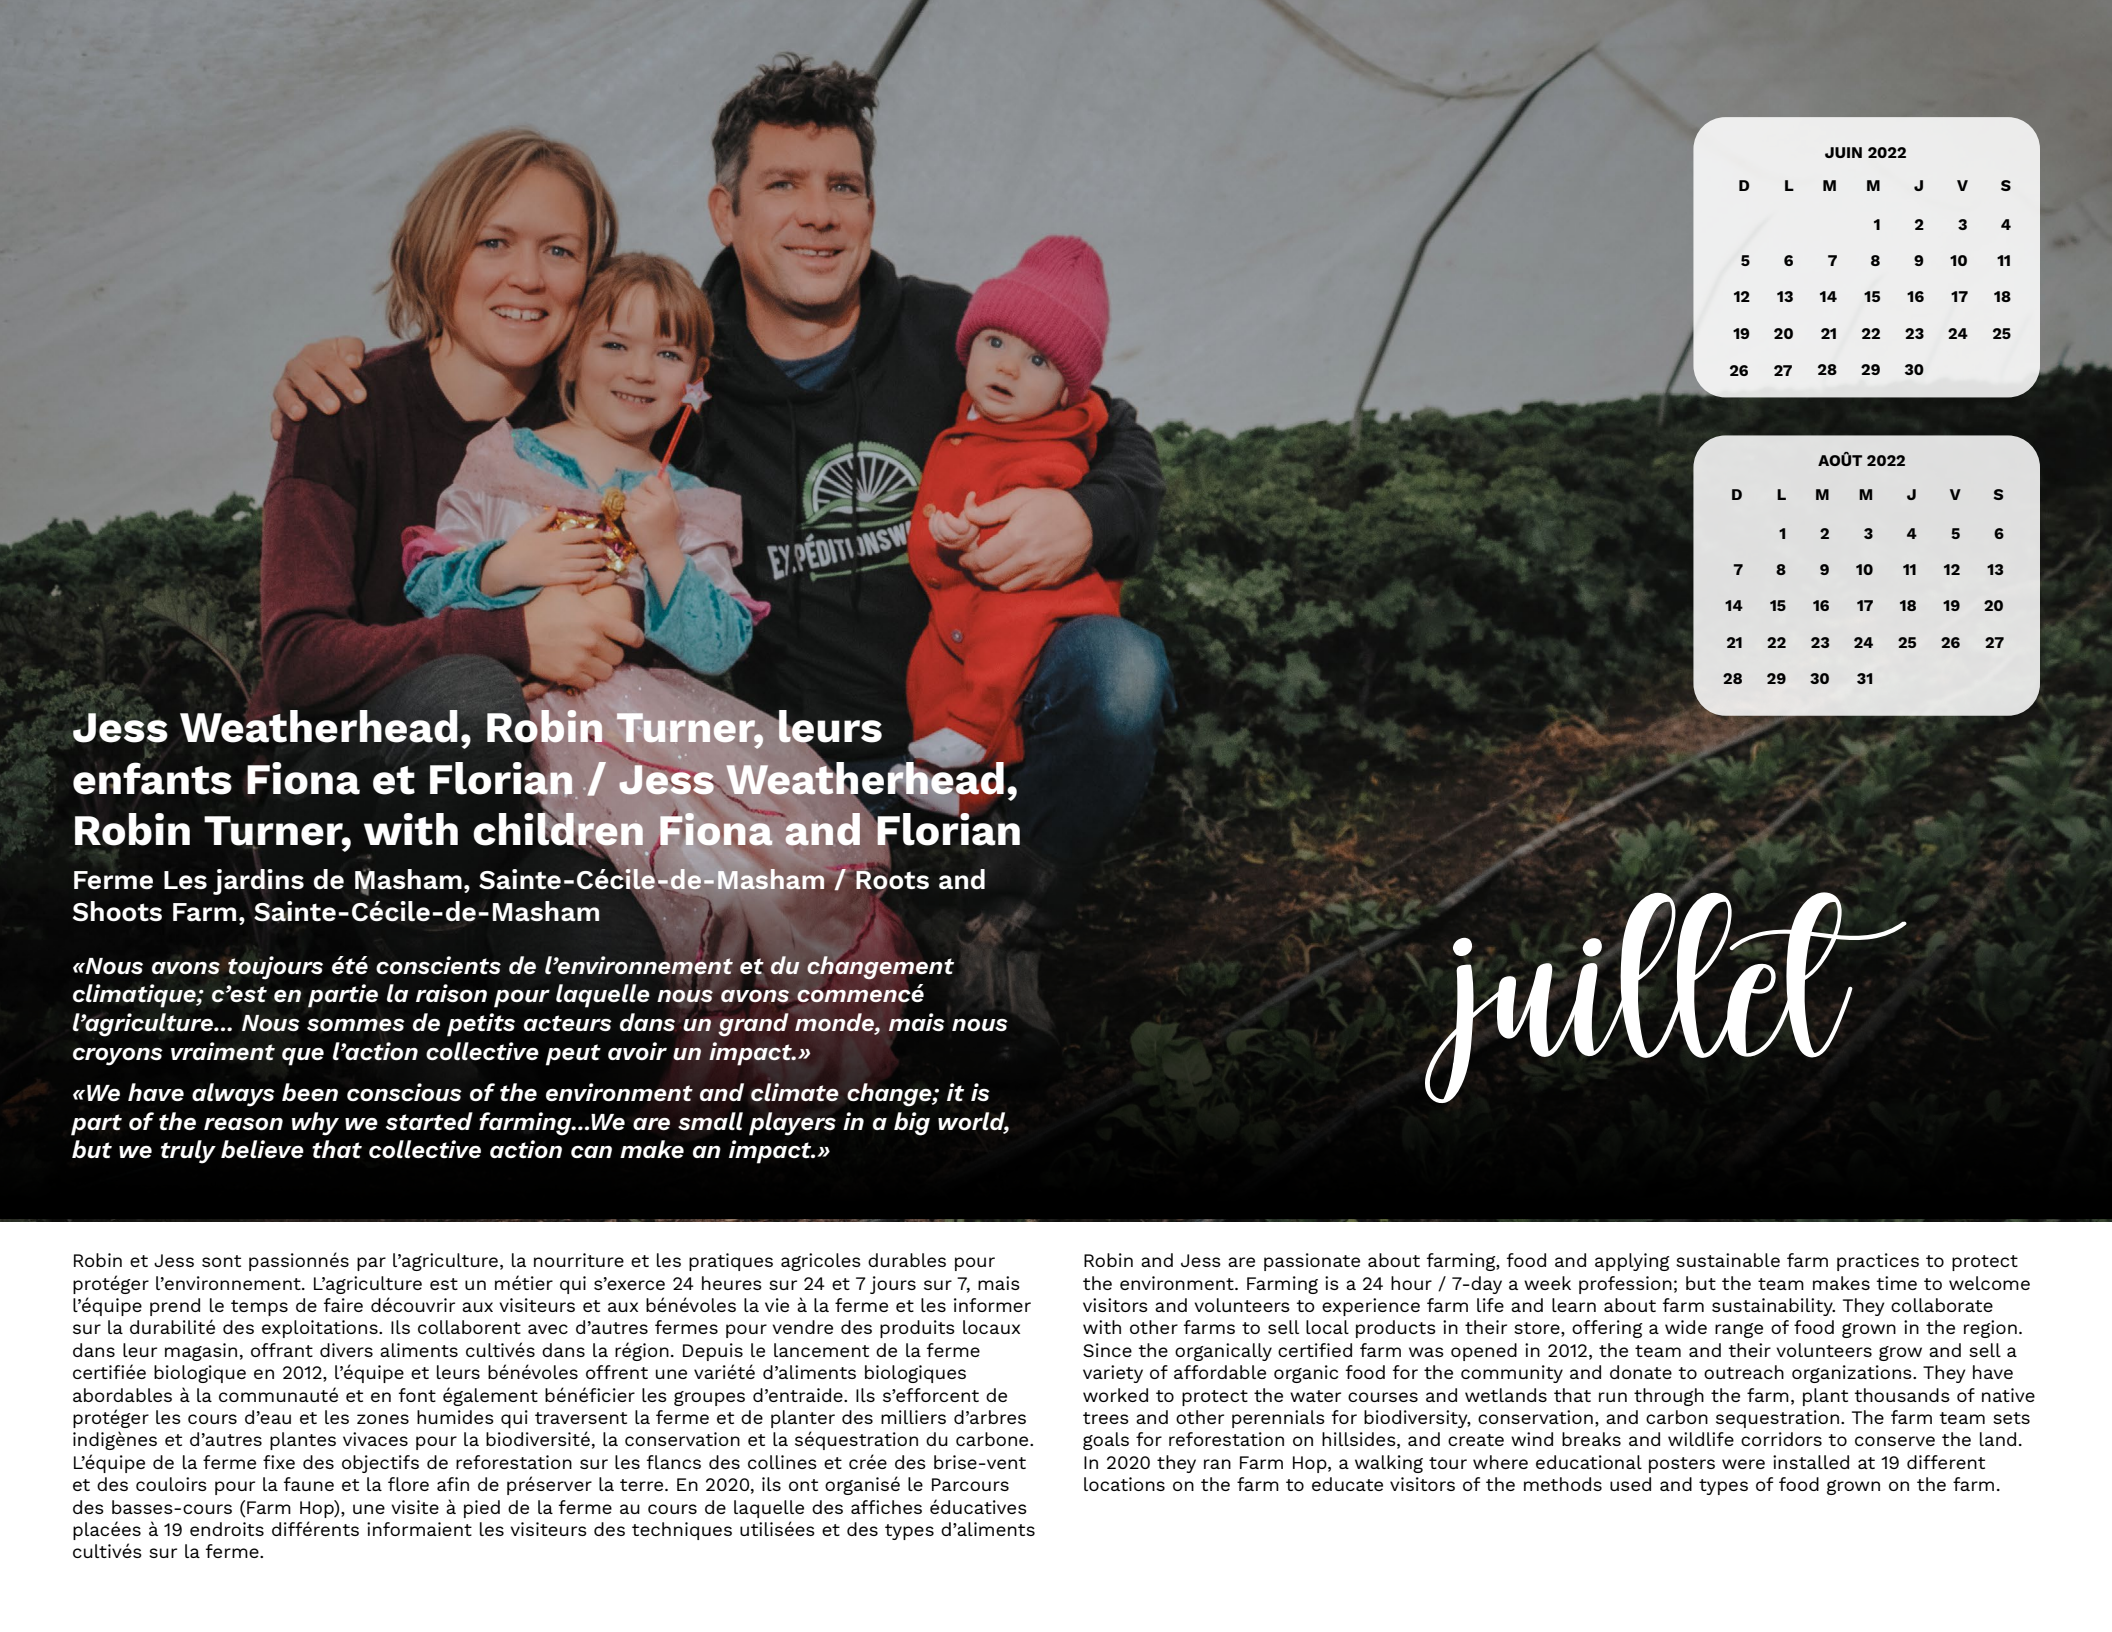 JUIN 2022
D L M M J V S
1 2 3 4
5 6 7 8 9 10 11
12 13 14 15 16 17 18
19 20 21 22 23 24 25
26 27 28 29 30
AOÛT 2022
D L M M J V S
1 2 3 4 5 6
7 8 9 10 11 12 13
14 15 16 17 18 19 20
21 22 23 24 25 26 27
28 29 30 31
Jess Weatherhead, Robin Turner, leurs
enfants Fiona et Florian / Jess Weatherhead,
Robin Turner, with children Fiona and Florian
Ferme Les jardins de Masham, Sainte-Cécile-de-Masham / Roots and
Shoots Farm, Sainte-Cécile-de-Masham
«Nous avons toujours été conscients de l’environnement et du changement
climatique; c’est en partie la raison pour laquelle nous avons commencé
l’agriculture... Nous sommes de petits acteurs dans un grand monde, mais nous
croyons vraiment que l’action collective peut avoir un impact.»
«We have always been conscious of the environment and climate change; it is
part of the reason why we started farming...We are small players in a big world,
but we truly believe that collective action can make an impact.»
juillet
Robin et Jess sont passionnés par l’agriculture, la nourriture et les pratiques agricoles durables pour
protéger l’environnement. L’agriculture est un métier qui s’exerce 24 heures sur 24 et 7 jours sur 7, mais
l’équipe prend le temps de faire découvrir aux visiteurs et aux bénévoles la vie à la ferme et les informer
sur la durabilité des exploitations. Ils collaborent avec d’autres fermes pour vendre des produits locaux
dans leur magasin, offrant divers aliments cultivés dans la région. Depuis le lancement de la ferme
certifiée biologique en 2012, l’équipe et leurs bénévoles offrent une variété d’aliments biologiques
abordables à la communauté et en font également bénéficier les groupes d’entraide. Ils s’efforcent de
protéger les cours d’eau et les zones humides qui traversent la ferme et de planter des milliers d’arbres
indigènes et d’autres plantes vivaces pour la biodiversité, la conservation et la séquestration du carbone.
L’équipe de la ferme fixe des objectifs de reforestation sur les flancs des collines et crée des brise-vent
et des couloirs pour la faune et la flore afin de préserver la terre. En 2020, ils ont organisé le Parcours
des basses-cours (Farm Hop), une visite à pied de la ferme au cours de laquelle des affiches éducatives
placées à 19 endroits différents informaient les visiteurs des techniques utilisées et des types d’aliments
cultivés sur la ferme.
Robin and Jess are passionate about farming, food and applying sustainable farm practices to protect
the environment. Farming is a 24 hour / 7-day a week profession; but the team makes time to welcome
visitors and volunteers to experience farm life and learn about farm sustainability. They collaborate
with other farms to sell local products in their store, offering a wide range of food grown in the region.
Since the organically certified farm was opened in 2012, the team and their volunteers grow and sell a
variety of affordable organic food for the community and donate to outreach organizations. They have
worked to protect the water courses and wetlands that run through the farm, plant thousands of native
trees and other perennials for biodiversity, conservation, and carbon sequestration. The farm team sets
goals for reforestation on hillsides, and create wind breaks and wildlife corridors to conserve the land.
In 2020 they ran Farm Hop, a walking tour where educational posters were installed at 19 different
locations on the farm to educate visitors of the methods used and types of food grown on the farm.